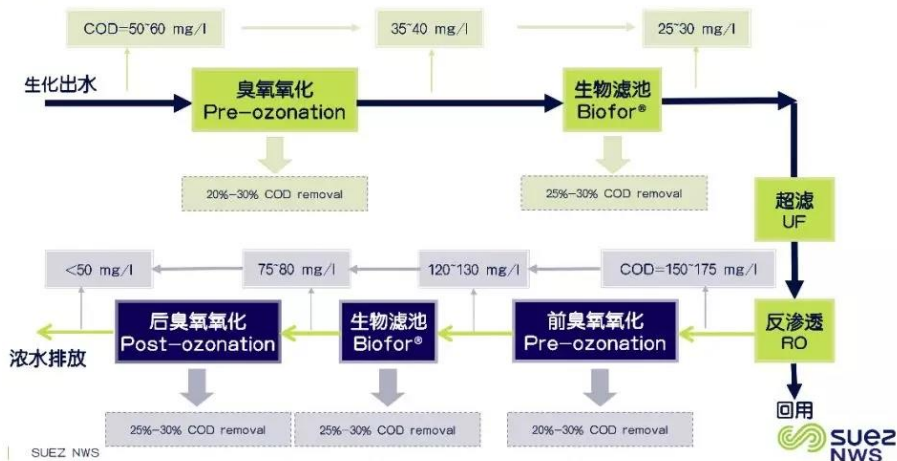 COD=50~60 mg/l
35~40 mg/l
25~30 mg/l
生化出水
臭氧氧化
Pre-ozonation
生物滤池
Biofor®
20%-30% COD removal
25%-30% COD removal
超滤
UF
<50 mg/l
75~80 mg/l
120~130 mg/l
COD=150~175 mg/l
后臭氧氧化
Post-ozonation
生物滤池
Biofor®
前臭氧氧化
Pre-ozonation
反渗透
RO
浓水排放
25%-30% COD removal
25%-30% COD removal
20%-30% COD removal
回用
SUEZ NWS
suez
NWS